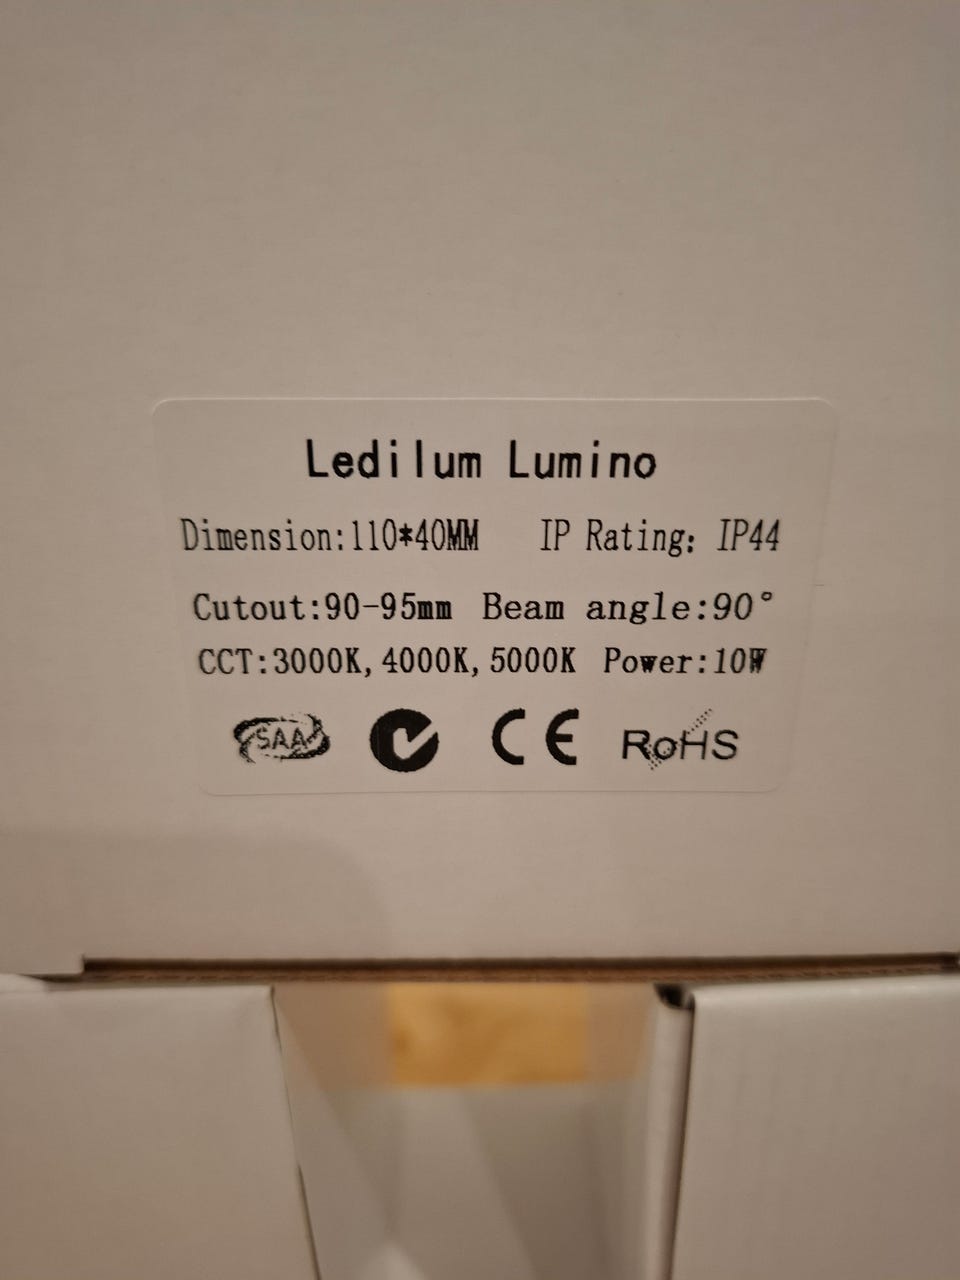 Ledilum Lumino
Dimension:110*40MM IP Rating: IP44
Cutout:90-95mm Beam angle:90°
CCT:3000K,4000K,5000K Power:10W
SAA CE RoHS